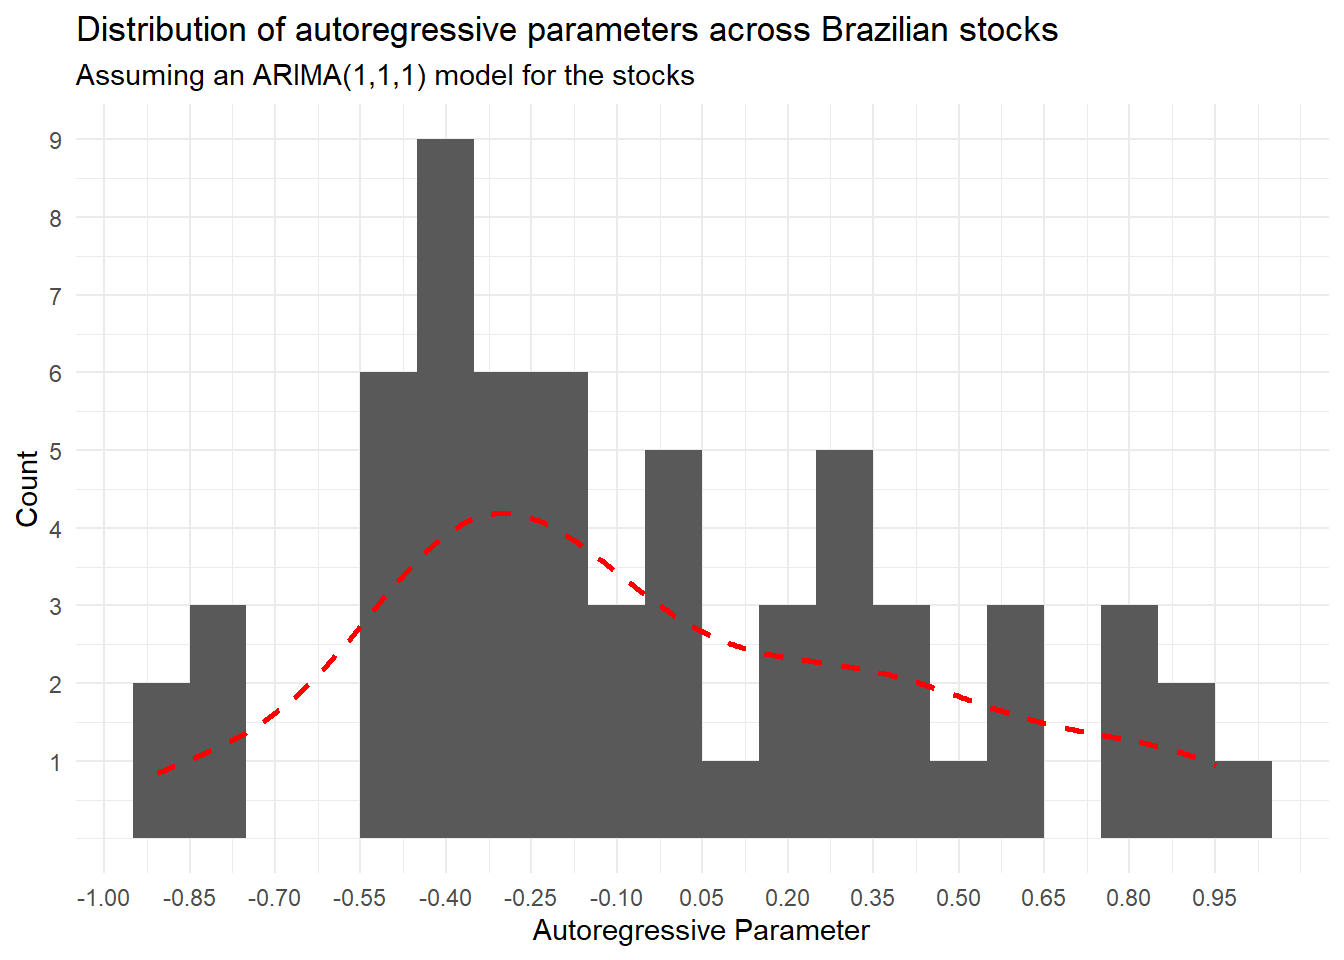 Distribution of autoregressive parameters across Brazilian stocks
Assuming an ARIMA(1,1,1) model for the stocks
9
8
7
6
5
4
3
2
1
Count
-1.00 -0.85 -0.70 -0.55 -0.40 -0.25 -0.10 0.05 0.20 0.35 0.50 0.65 0.80 0.95
Autoregressive Parameter